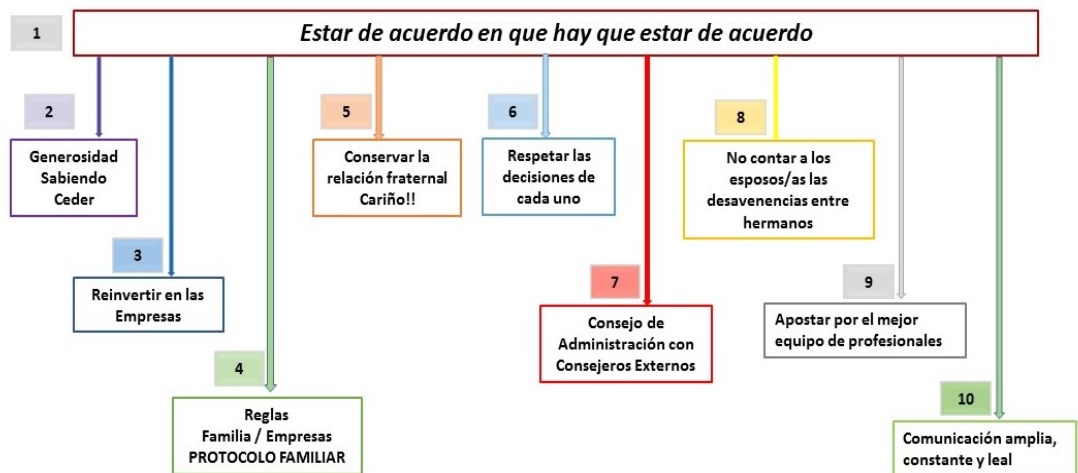 1
Estar de acuerdo en que hay que estar de acuerdo
2
Generosidad
Sabiendo
Ceder
3
Reinvertir en las
Empresas
4
Reglas
Familia / Empresas
PROTOCOLO FAMILIAR
5
Conservar la
relación fraternal
Cariño!!
6
Respetar las
decisiones de
cada uno
7
Consejo de
Administración con
Consejeros Externos
8
No contar a los
esposos/as las
desavenencias entre
hermanos
9
Apostar por el mejor
equipo de profesionales
10
Comunicación amplia,
constante y leal